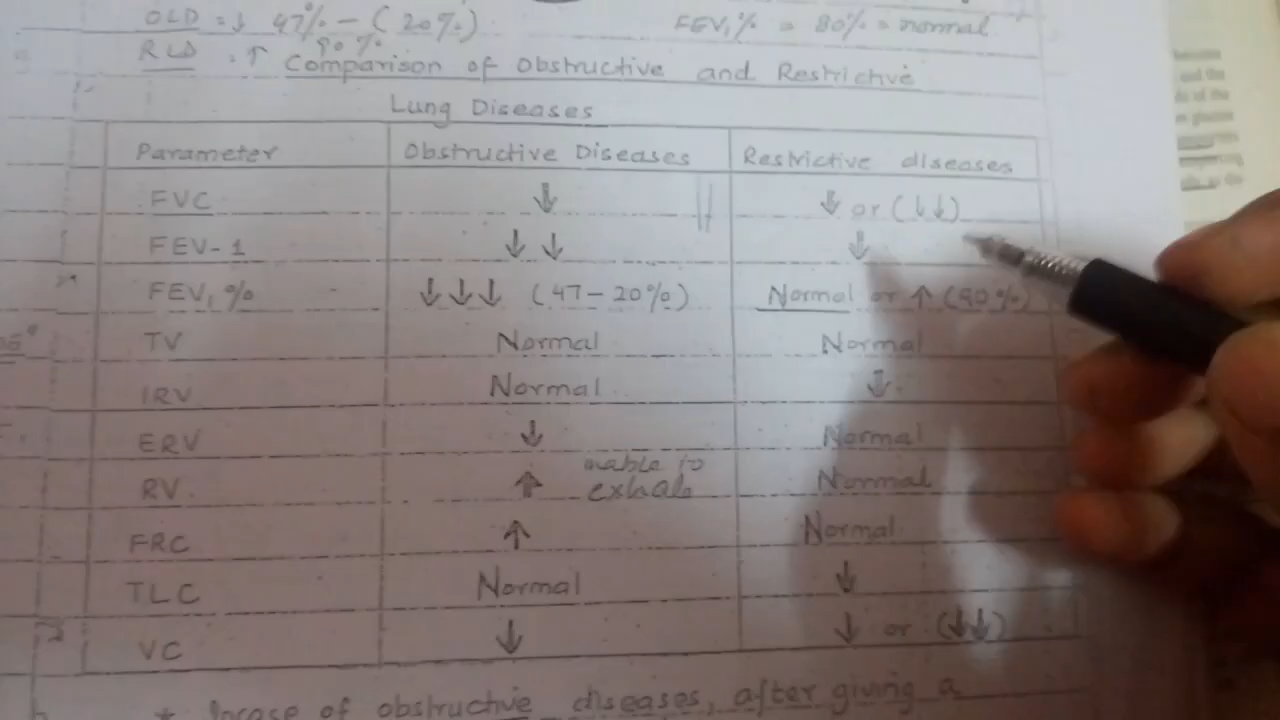 OLD = ↓ 47% - (20%) FEV₁% = 80% = normal
RLD : ↑ 90%
Comparison of Obstructive and Restrictive
Lung Diseases
Parameter Obstructive Diseases Restrictive diseases
FVC ↓ ↓ or (↓↓)
FEV-1 ↓↓ ↓
FEV₁% ↓↓↓ (47-20%) Normal or ↑ (90%)
TV Normal Normal
IRV Normal ↓
ERV ↓ Normal
RV ↑ unable to exhale Normal
FRC ↑ Normal
TLC Normal ↓
VC ↓ ↓ or (↓↓)
* Incase of obstructive diseases, after giving a